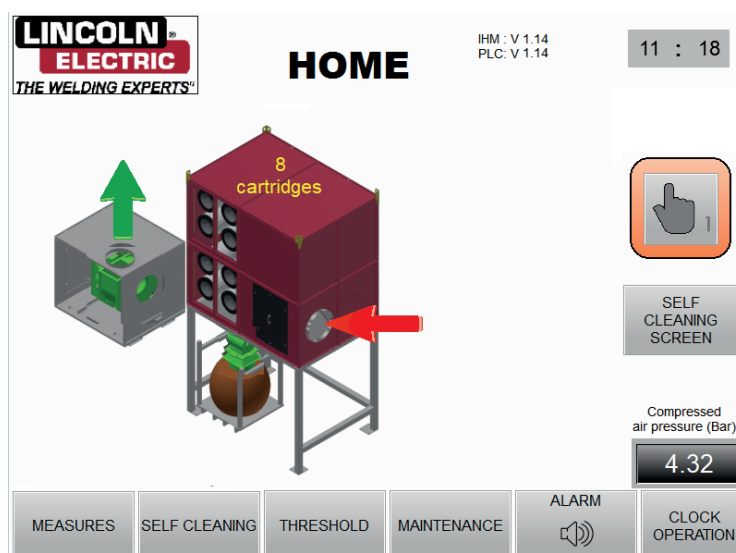 LINCOLN ®
ELECTRIC
THE WELDING EXPERTS®
HOME
IHM : V 1.14
PLC: V 1.14
11 : 18
8
cartridges
1
SELF
CLEANING
SCREEN
Compressed
air pressure (Bar)
4.32
MEASURES
SELF CLEANING
THRESHOLD
MAINTENANCE
ALARM
CLOCK
OPERATION